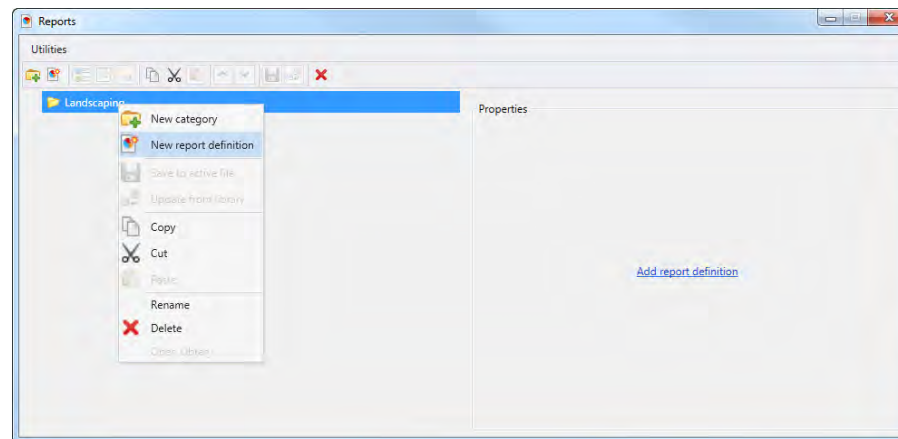 Reports
Utilities
Landscaping
Properties
New category
New report definition
Save to active file
Update from library
Copy
Cut
Add report definition
Paste
Rename
Delete